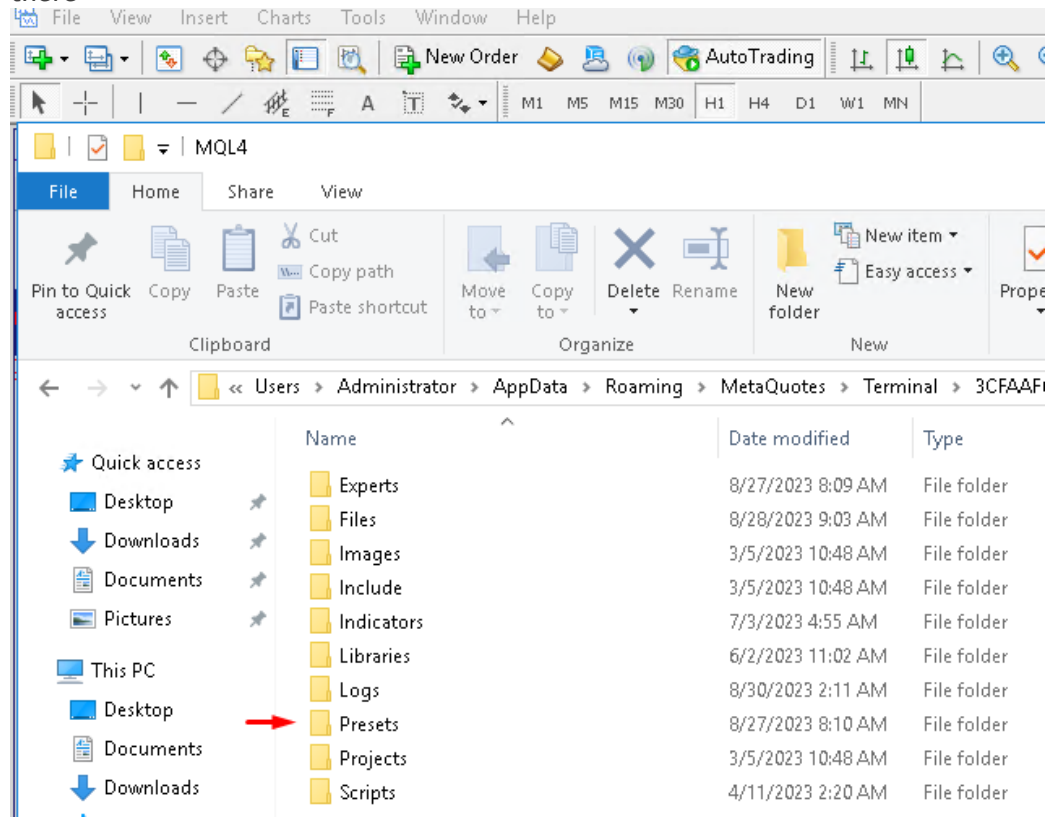 File View Insert Charts Tools Window Help
New Order AutoTrading
A T M1 M5 M15 M30 H1 H4 D1 W1 MN
MQL4
File Home Share View
Pin to Quick access
Copy
Paste
Cut
Copy path
Paste shortcut
Move to
Copy to
Delete
Rename
New folder
New item
Easy access
Clipboard Organize New
« Users > Administrator > AppData > Roaming > MetaQuotes > Terminal > 3CFAAF
Name Date modified Type
Quick access
Desktop
Downloads
Documents
Pictures
This PC
Desktop
Documents
Downloads
Experts 8/27/2023 8:09 AM File folder
Files 8/28/2023 9:03 AM File folder
Images 3/5/2023 10:48 AM File folder
Include 3/5/2023 10:48 AM File folder
Indicators 7/3/2023 4:55 AM File folder
Libraries 6/2/2023 11:02 AM File folder
Logs 8/30/2023 2:11 AM File folder
Presets 8/27/2023 8:10 AM File folder
Projects 3/5/2023 10:48 AM File folder
Scripts 4/11/2023 2:20 AM File folder